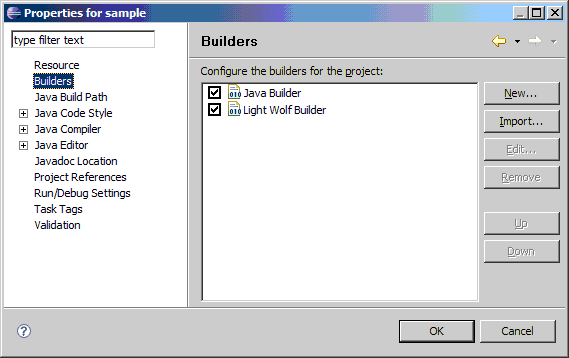 Properties for sample
type filter text
Resource
Builders
Java Build Path
Java Code Style
Java Compiler
Java Editor
Javadoc Location
Project References
Run/Debug Settings
Task Tags
Validation
Builders
Configure the builders for the project:
Java Builder
Light Wolf Builder
New...
Import...
Edit...
Remove
Up
Down
OK
Cancel